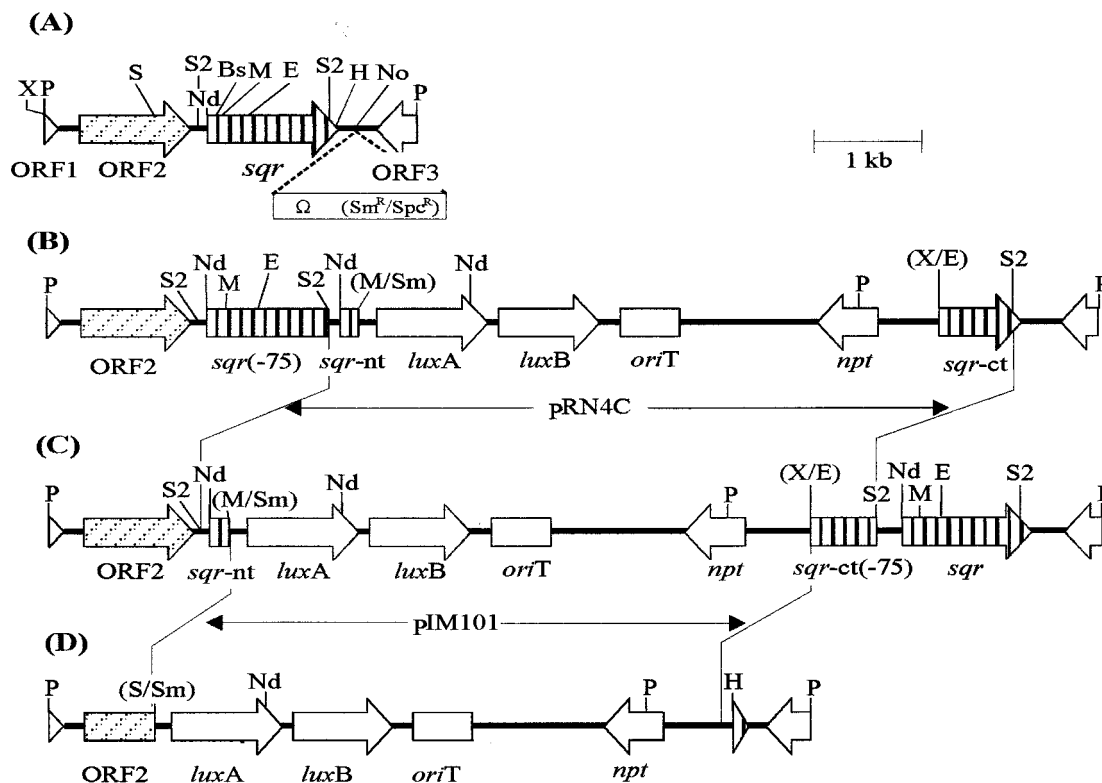 (A)
X P S S2 Nd Bs M E S2 H No P
ORF1 ORF2 sqr ORF3
Ω (Smᴿ/Spcᴿ)
1 kb
(B)
P S2 Nd M E S2 Nd (M/Sm) Nd P (X/E) S2 P
ORF2 sqr(-75) sqr-nt luxA luxB oriT npt sqr-ct
pRN4C
(C)
P S2 Nd (M/Sm) Nd P (X/E) S2 Nd M E S2
ORF2 sqr-nt luxA luxB oriT npt sqr-ct(-75) sqr
pIM101
(D)
P (S/Sm) Nd P H P
ORF2 luxA luxB oriT npt